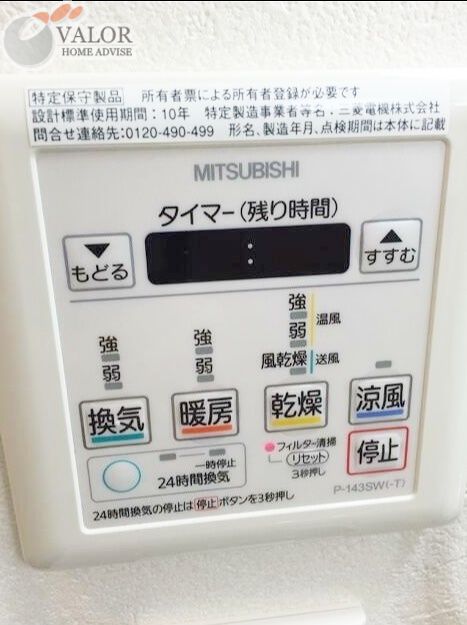 VALOR
HOME ADVISE
特定保守製品 所有者票による所有者登録が必要です
設計標準使用期間:10年 特定製造事業者等名:三菱電機株式会社
問合せ連絡先:0120-490-499 形名、製造年月、点検期間は本体に記載
MITSUBISHI
タイマー(残り時間)
▼ もどる : ▲ すすむ
強 弱
強 弱
強 弱 温風
風乾燥 送風
換気 暖房 乾燥 涼風
一時停止
24時間換気
フィルター清掃
リセット
3秒押し
停止
P-143SW(-T)
24時間換気の停止は 停止 ボタンを3秒押し